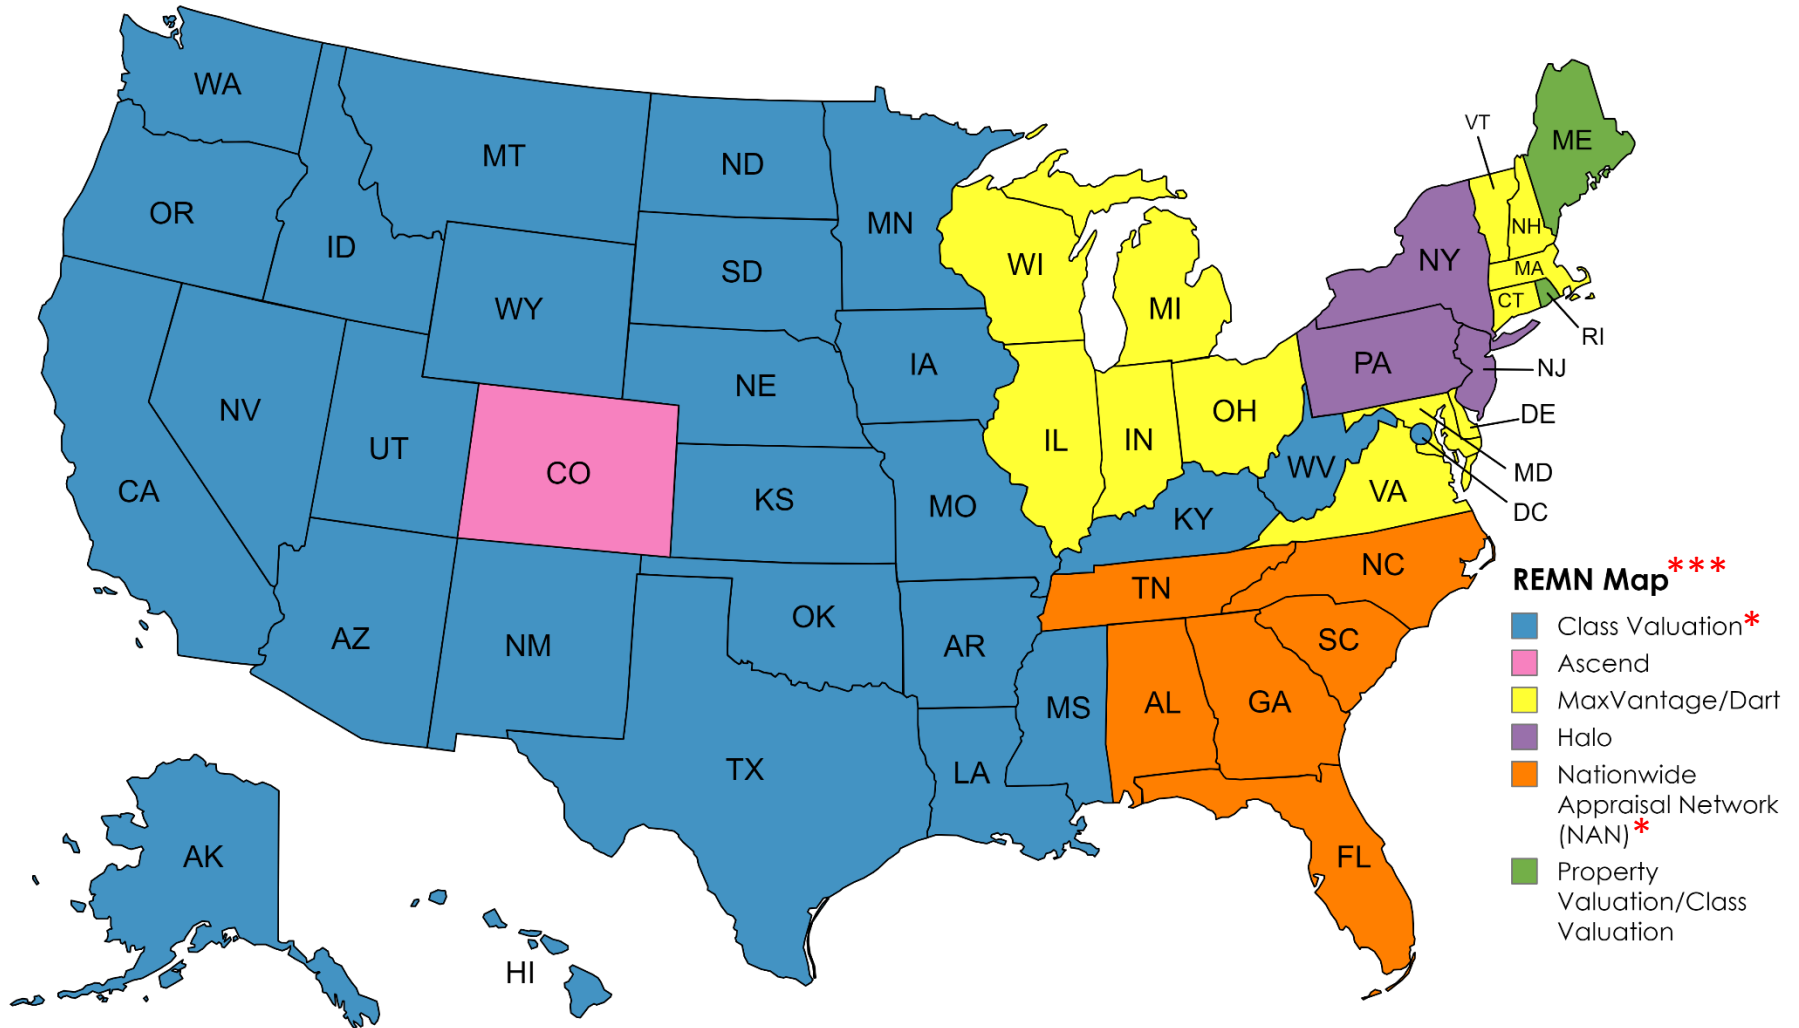 WA
MT
ND
MN
OR
ID
SD
WY
WI
MI
VT
ME
NH
NY
MA
CT
RI
NV
UT
CA
CO
NE
IA
KS
MO
IL
IN
OH
PA
NJ
DE
MD
DC
WV
VA
KY
AZ
NM
OK
AR
TN
NC
SC
TX
LA
MS
AL
GA
FL
AK
HI
REMN Map***
Class Valuation*
Ascend
MaxVantage/Dart
Halo
Nationwide
Appraisal Network
(NAN)*
Property
Valuation/Class
Valuation